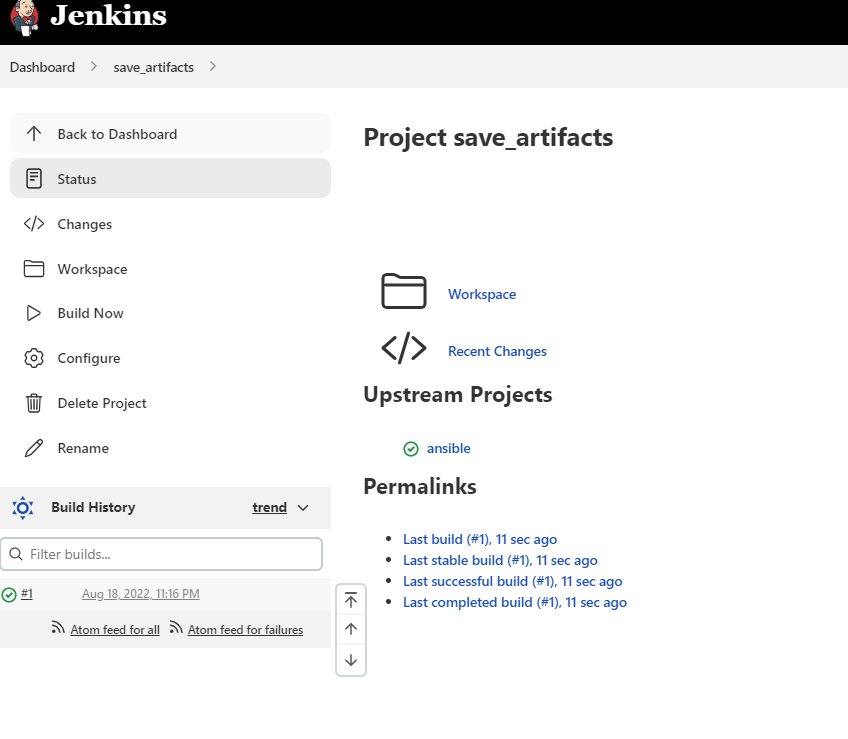 Jenkins
Dashboard
save_artifacts
Back to Dashboard
Status
Changes
Workspace
Build Now
Configure
Delete Project
Rename
Build History
trend
Filter builds...
#1
Aug 18, 2022, 11:16 PM
Atom feed for all
Atom feed for failures
Project save_artifacts
Workspace
Recent Changes
Upstream Projects
ansible
Permalinks
Last build (#1), 11 sec ago
Last stable build (#1), 11 sec ago
Last successful build (#1), 11 sec ago
Last completed build (#1), 11 sec ago